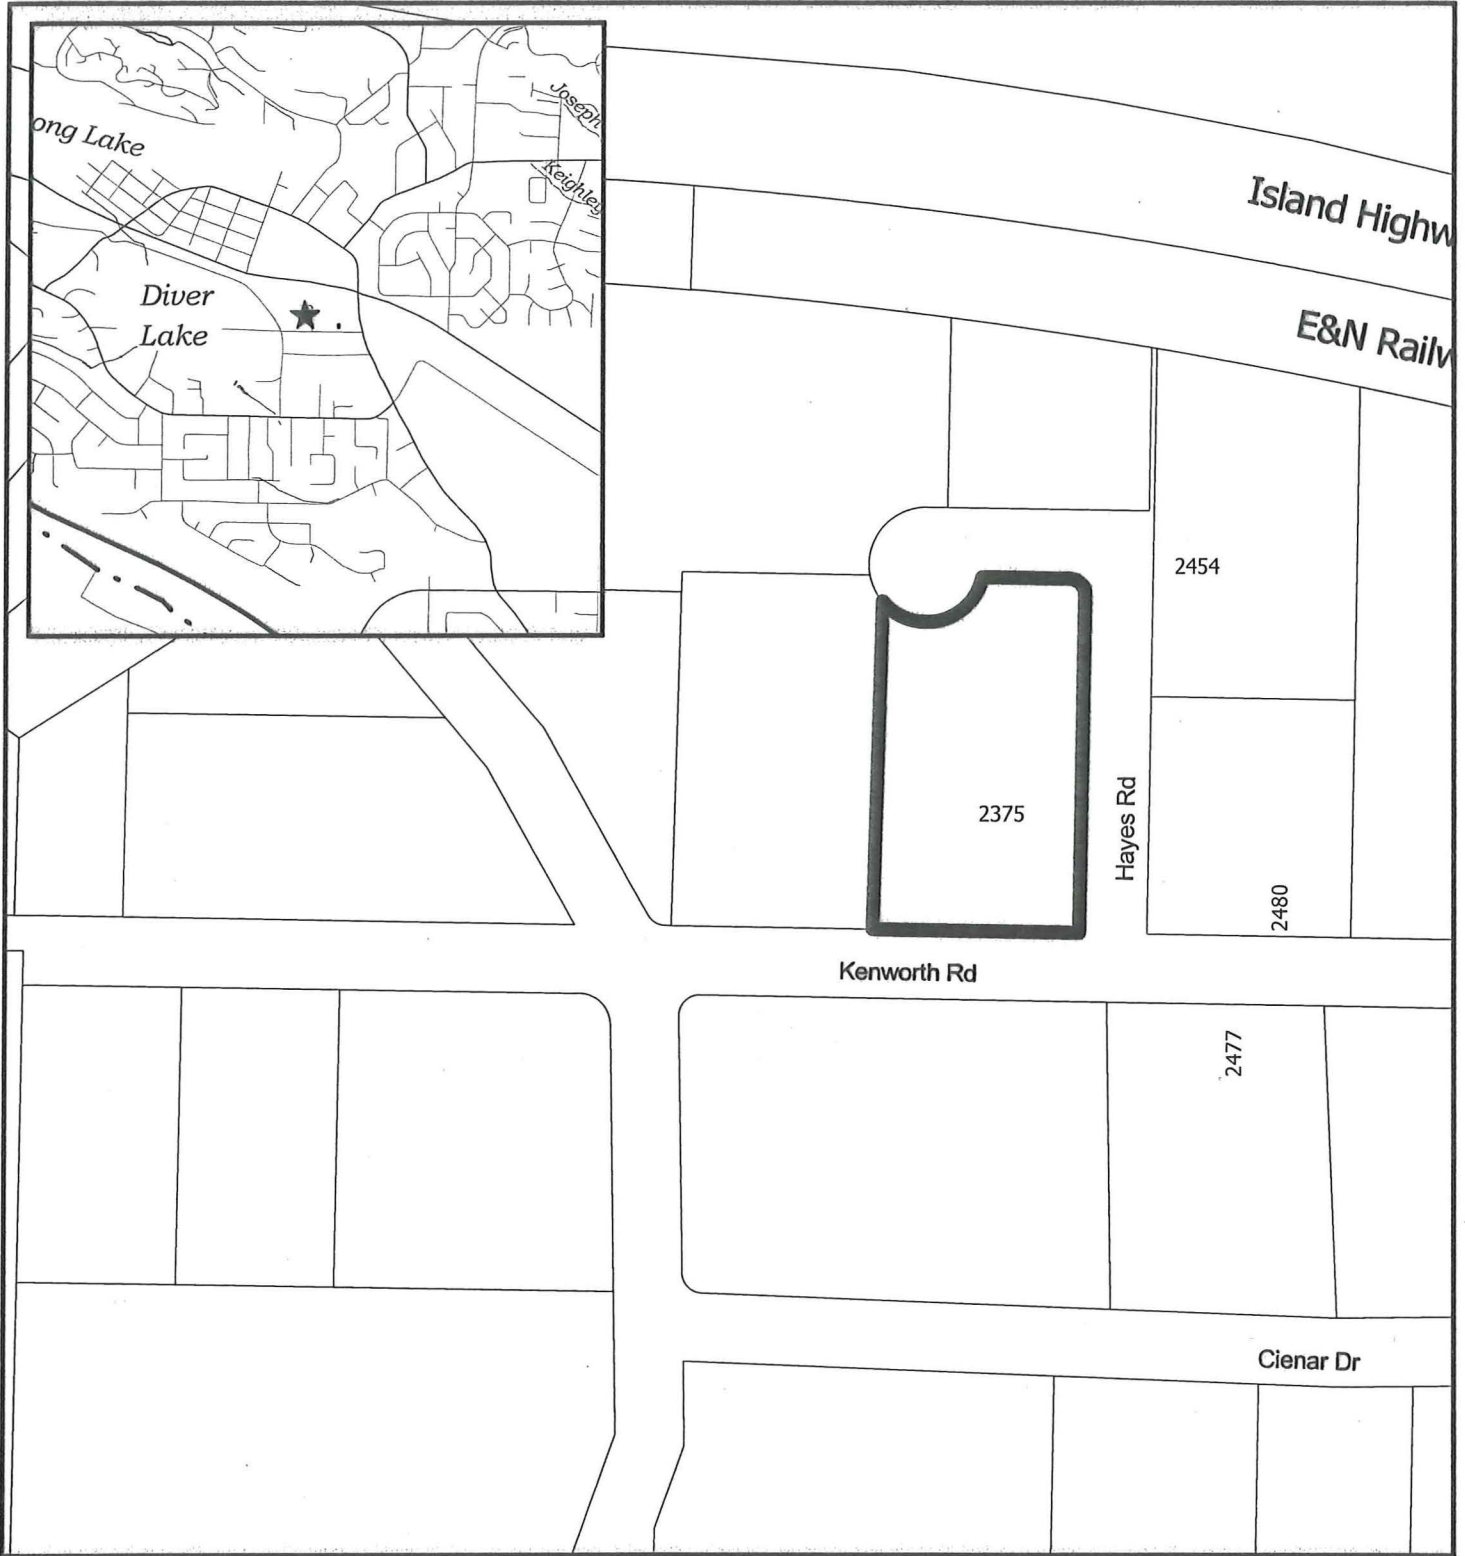 Joseph
ong Lake
Keighley
Island Highw
Diver
Lake
E&N Railw
2454
2375
Hayes Rd
2480
Kenworth Rd
2477
Cienar Dr